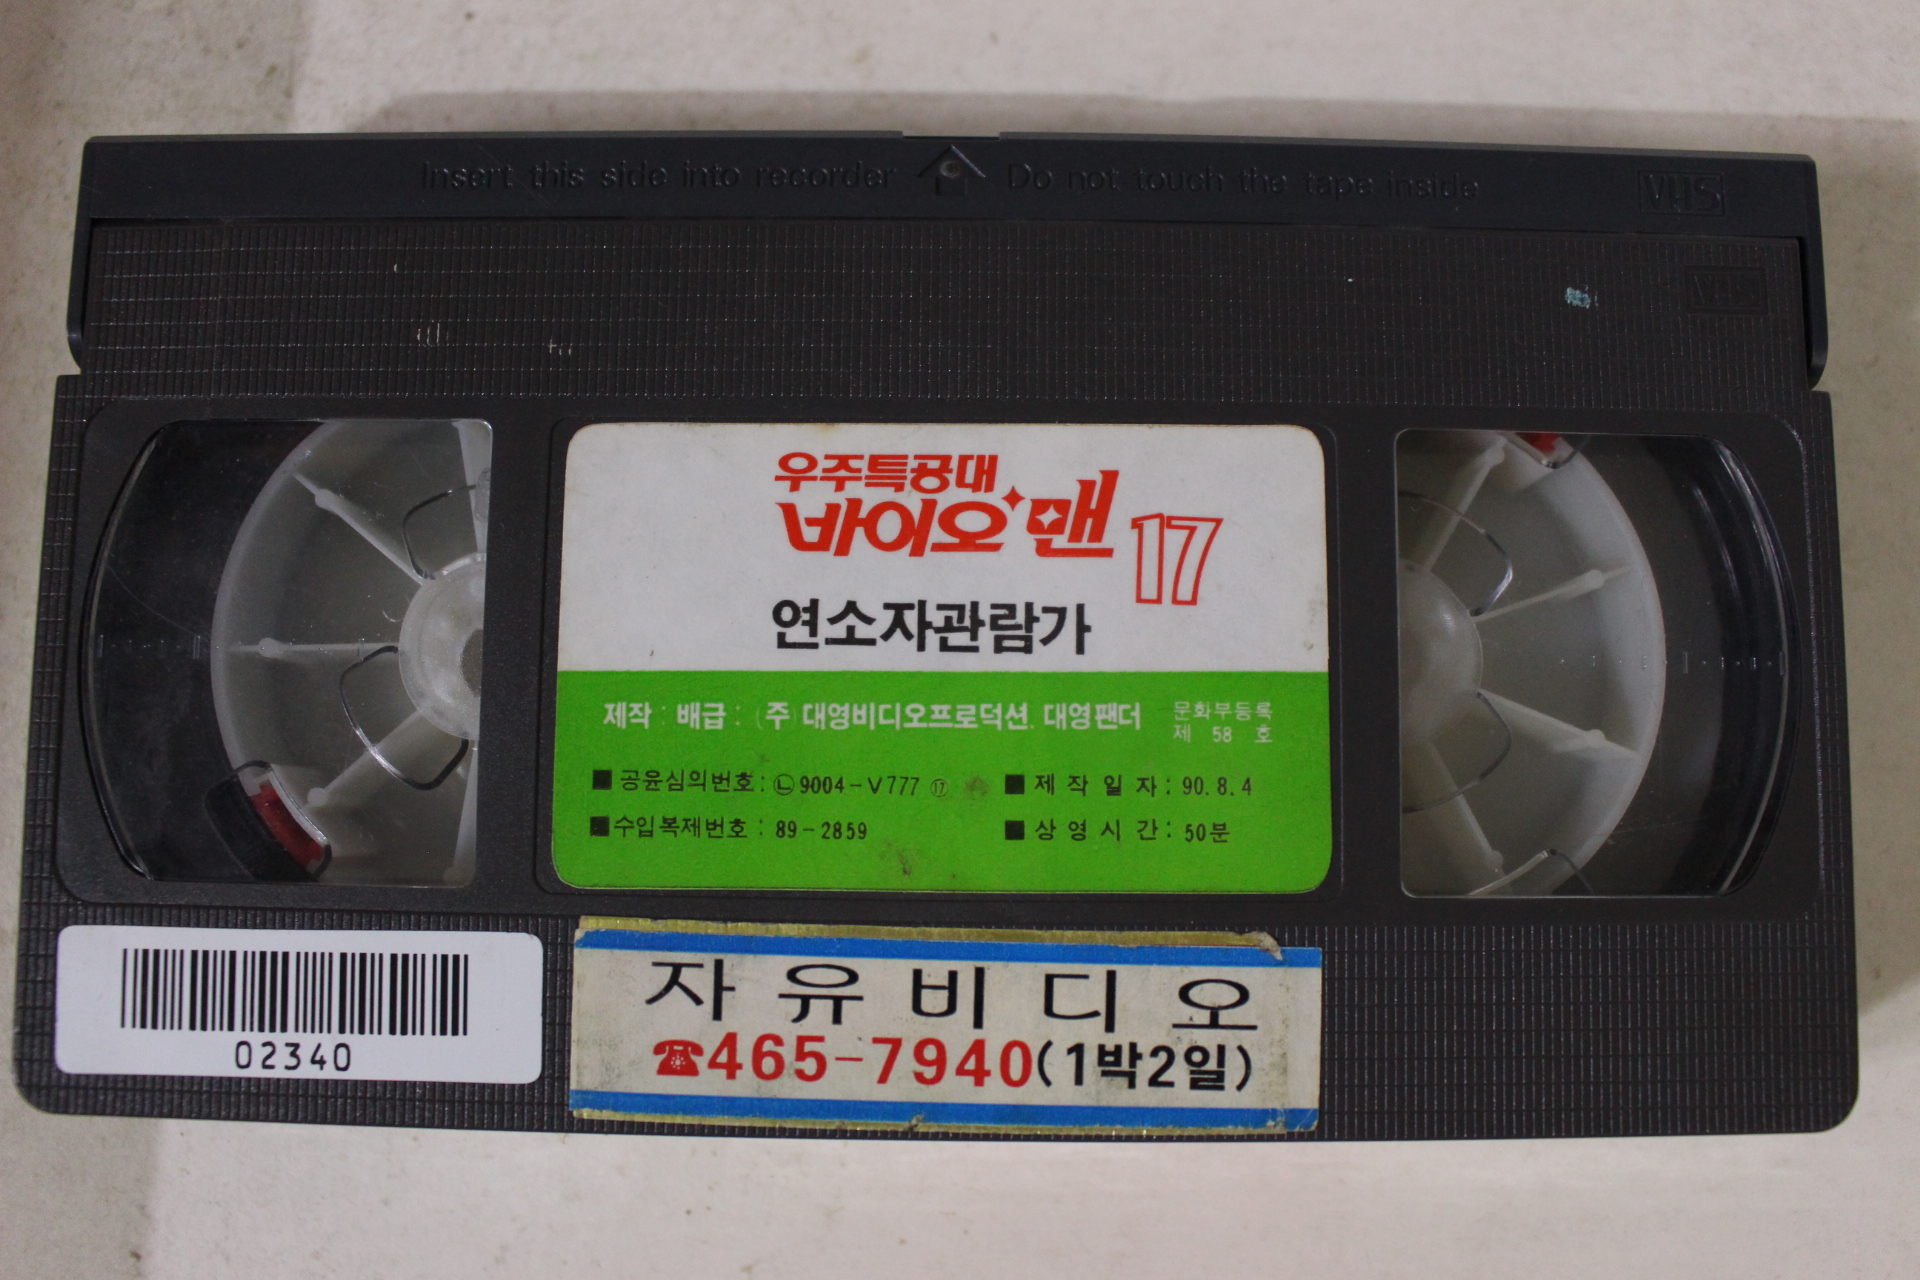 Insert this side into recorder Do not touch the tape inside VHS
VHS
우주특공대
바이오맨 17
연소자관람가
제작 : 배급 : (주) 대영비디오프로덕션. 대영팬더 문화부등록
제 58 호
■ 공윤심의번호 : ㉡ 9004-V777 ⑰ ■ 제작일자 : 90. 8. 4
■ 수입복제번호 : 89-2859 ■ 상영시간 : 50분
02340
자유비디오
☎465-7940(1박2일)